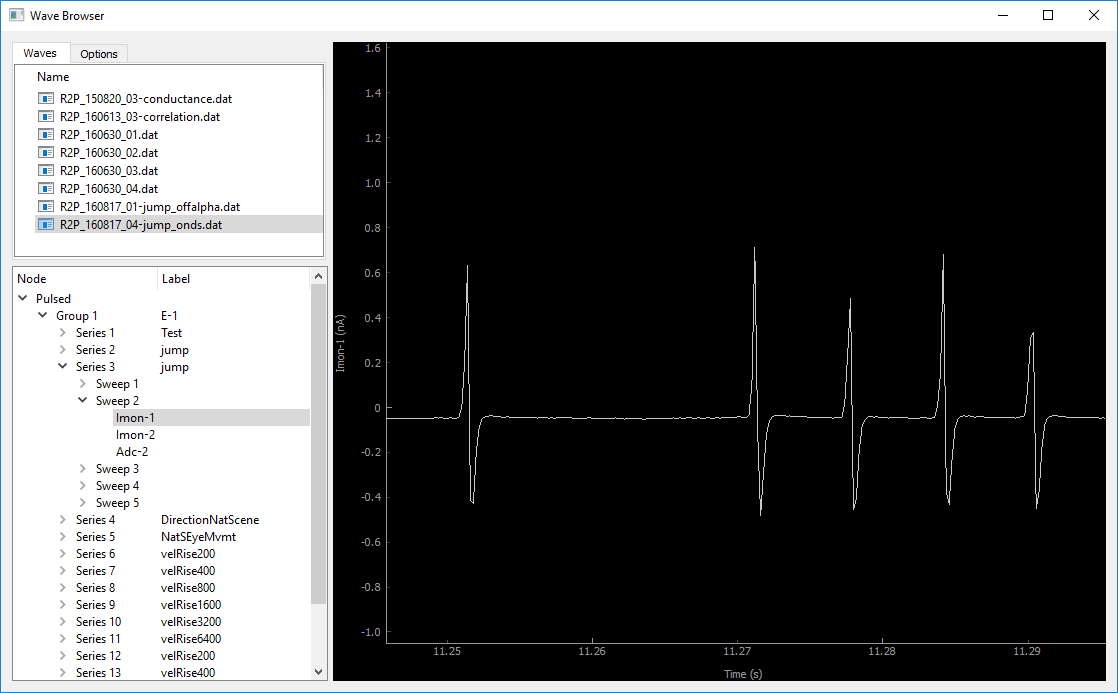 Wave Browser
Waves Options
Name
R2P_150820_03-conductance.dat
R2P_160613_03-correlation.dat
R2P_160630_01.dat
R2P_160630_02.dat
R2P_160630_03.dat
R2P_160630_04.dat
R2P_160817_01-jump_offalpha.dat
R2P_160817_04-jump_onds.dat
Node Label
Pulsed
Group 1 E-1
Series 1 Test
Series 2 jump
Series 3 jump
Sweep 1
Sweep 2
Imon-1
Imon-2
Adc-2
Sweep 3
Sweep 4
Sweep 5
Series 4 DirectionNatScene
Series 5 NatSEyeMvmt
Series 6 velRise200
Series 7 velRise400
Series 8 velRise800
Series 9 velRise1600
Series 10 velRise3200
Series 11 velRise6400
Series 12 velRise200
Series 13 velRise400
Imon-1 (nA)
1.6
1.4
1.2
1.0
0.8
0.6
0.4
0.2
0
-0.2
-0.4
-0.6
-0.8
-1.0
11.25 11.26 11.27 11.28 11.29
Time (s)